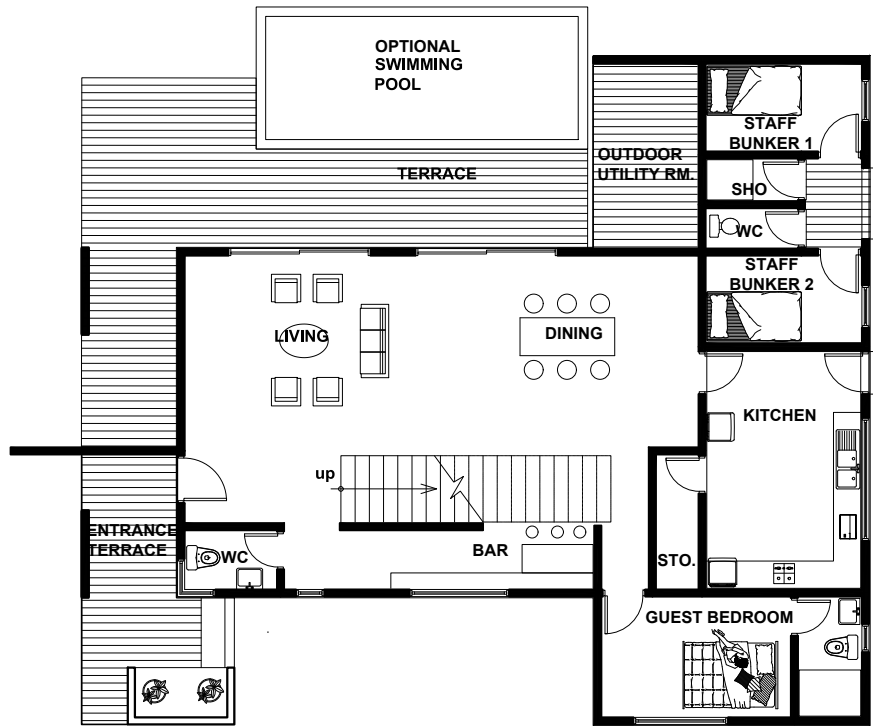 OPTIONAL
SWIMMING
POOL
STAFF
BUNKER 1
OUTDOOR
UTILITY RM.
TERRACE
SHO
WC
STAFF
BUNKER 2
LIVING
DINING
KITCHEN
up
ENTRANCE
TERRACE
WC
BAR
STO.
GUEST BEDROOM